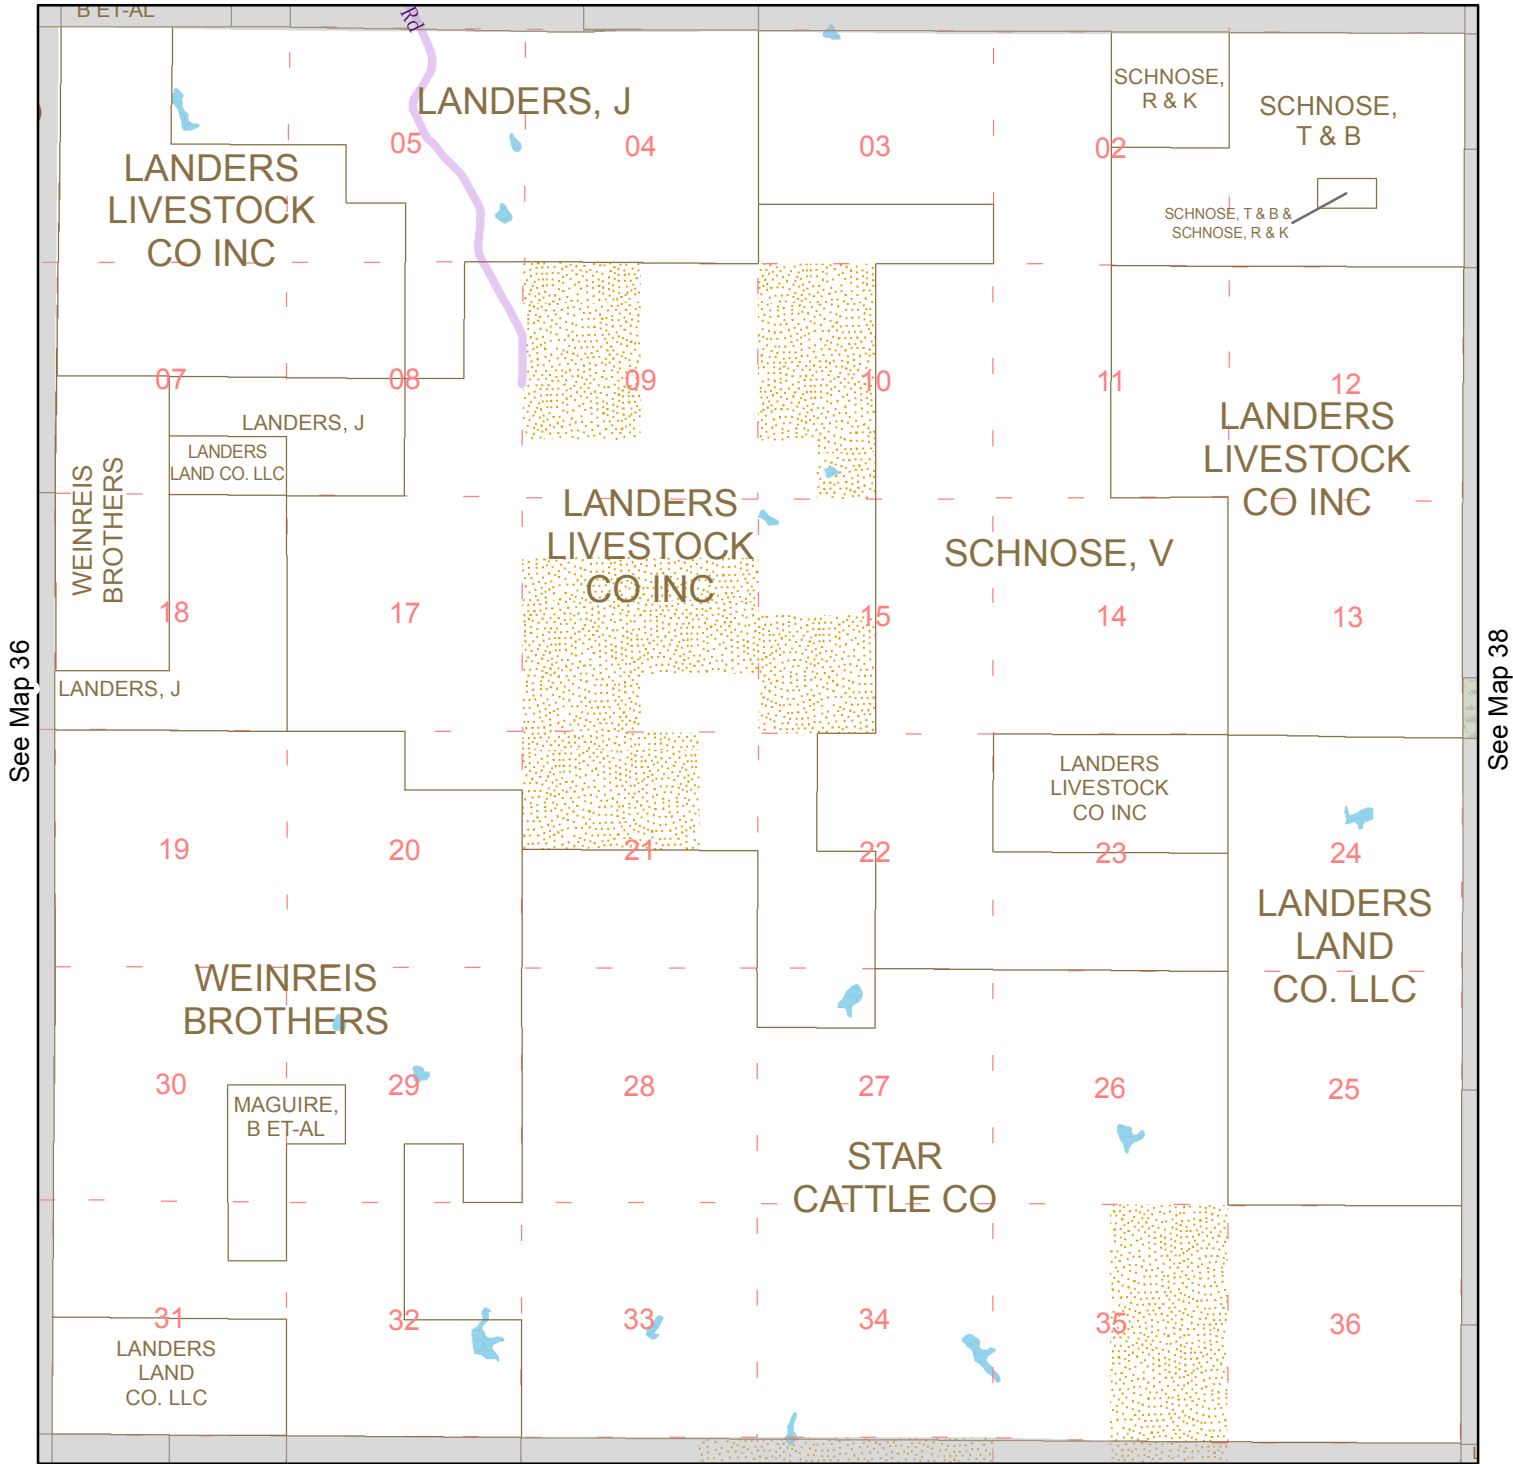 B ET-AL
Rd
LANDERS, J
SCHNOSE,
R & K
SCHNOSE,
T & B
05
04
03
02
LANDERS
LIVESTOCK
CO INC
SCHNOSE, T & B &
SCHNOSE, R & K
07
08
09
10
11
12
LANDERS, J
LANDERS
LAND CO. LLC
WEINREIS
BROTHERS
LANDERS
LIVESTOCK
CO INC
SCHNOSE, V
LANDERS
LIVESTOCK
CO INC
18
17
15
14
13
See Map 36
See Map 38
LANDERS, J
LANDERS
LIVESTOCK
CO INC
19
20
21
22
23
24
LANDERS
LAND
CO. LLC
WEINREIS
BROTHERS
30
29
28
27
26
25
MAGUIRE,
B ET-AL
STAR
CATTLE CO
31
32
33
34
35
36
LANDERS
LAND
CO. LLC